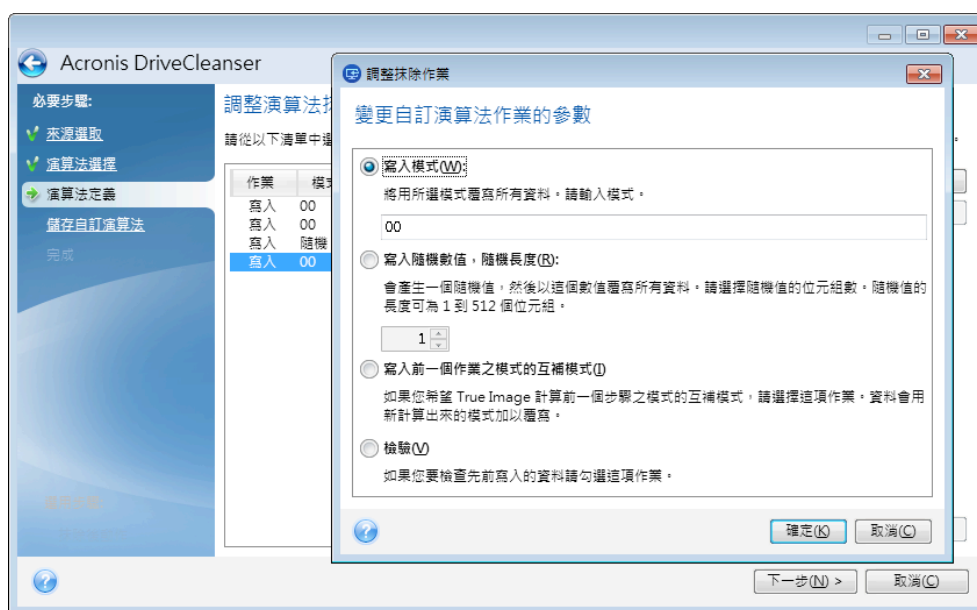 Acronis DriveCleanser
必要步驟:
來源選取
演算法選擇
演算法定義
儲存自訂演算法
完成
調整演算法
請從以下清單中選
作業 模式
寫入 00
寫入 00
寫入 隨機
寫入 00
調整抹除作業
變更自訂演算法作業的參數
寫入模式(W):
將用所選模式覆寫所有資料。請輸入模式。
00
寫入隨機數值，隨機長度(R):
會產生一個隨機值，然後以這個數值覆寫所有資料。請選擇隨機值的位元組數。隨機值的
長度可為 1 到 512 個位元組。
1
寫入前一個作業之模式的互補模式(I)
如果您希望 True Image 計算前一個步驟之模式的互補模式，請選擇這項作業。資料會用
新計算出來的模式加以覆寫。
檢驗(V)
如果您要檢查先前寫入的資料請勾選這項作業。
確定(K) 取消(C)
下一步(N) > 取消(C)